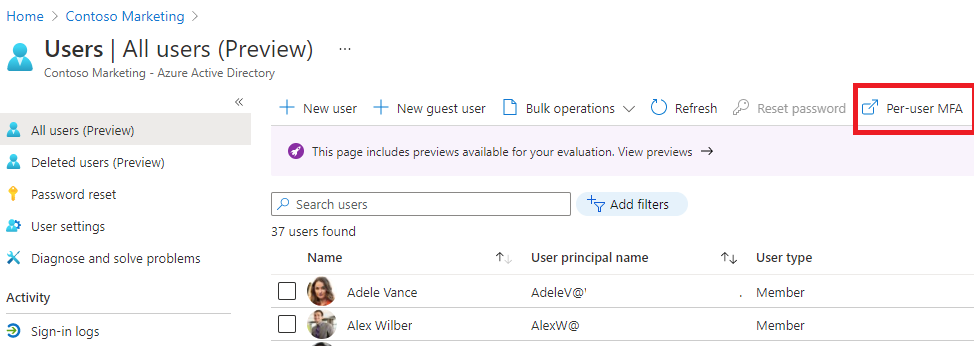 Home > Contoso Marketing >
Users | All users (Preview) ...
Contoso Marketing - Azure Active Directory
«
New user
New guest user
Bulk operations
Refresh
Reset password
Per-user MFA
All users (Preview)
Deleted users (Preview)
Password reset
User settings
Diagnose and solve problems
Activity
Sign-in logs
This page includes previews available for your evaluation. View previews →
Search users
Add filters
37 users found
Name ↑↓ User principal name ↑↓ User type
Adele Vance AdeleV@' . Member
Alex Wilber AlexW@ Member